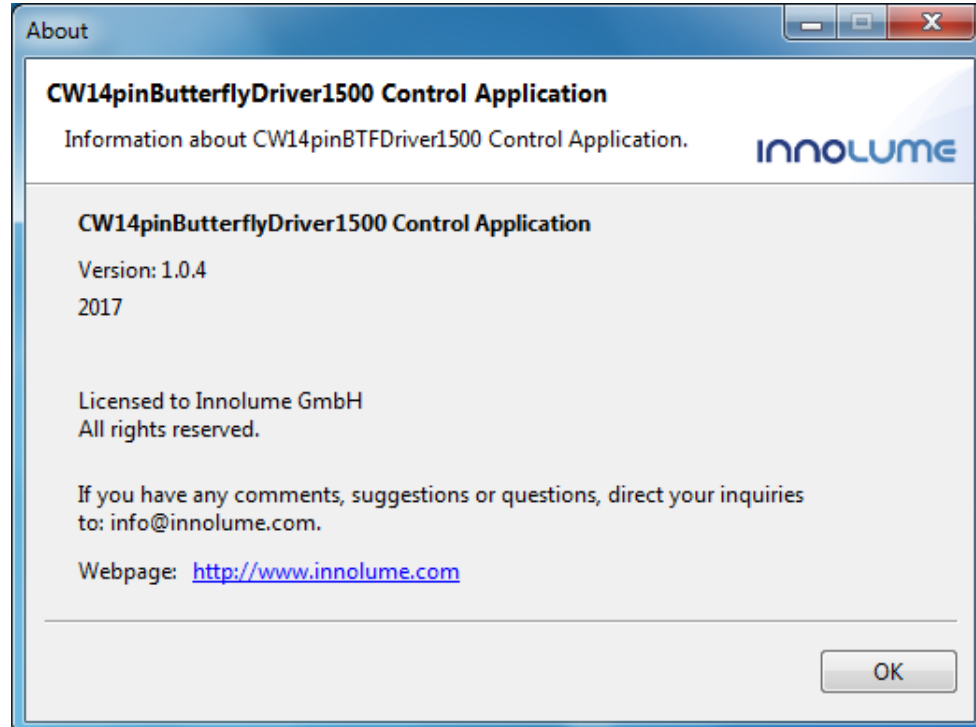 About
CW14pinButterflyDriver1500 Control Application
Information about CW14pinBTFDriver1500 Control Application.
INNOLUME
CW14pinButterflyDriver1500 Control Application
Version: 1.0.4
2017
Licensed to Innolume GmbH
All rights reserved.
If you have any comments, suggestions or questions, direct your inquiries
to: info@innolume.com.
Webpage: http://www.innolume.com
OK